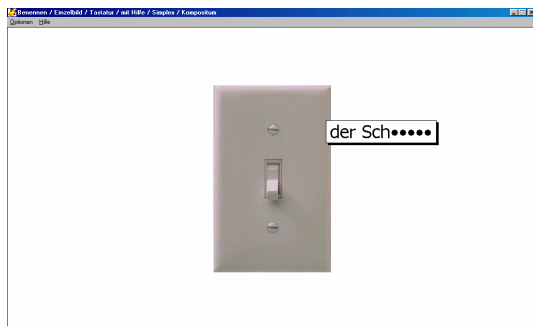 Benennen / Einzelbild / Tastatur / mit Hilfe / Simplex / Kompositum
Optionen Hilfe
der Sch●●●●●